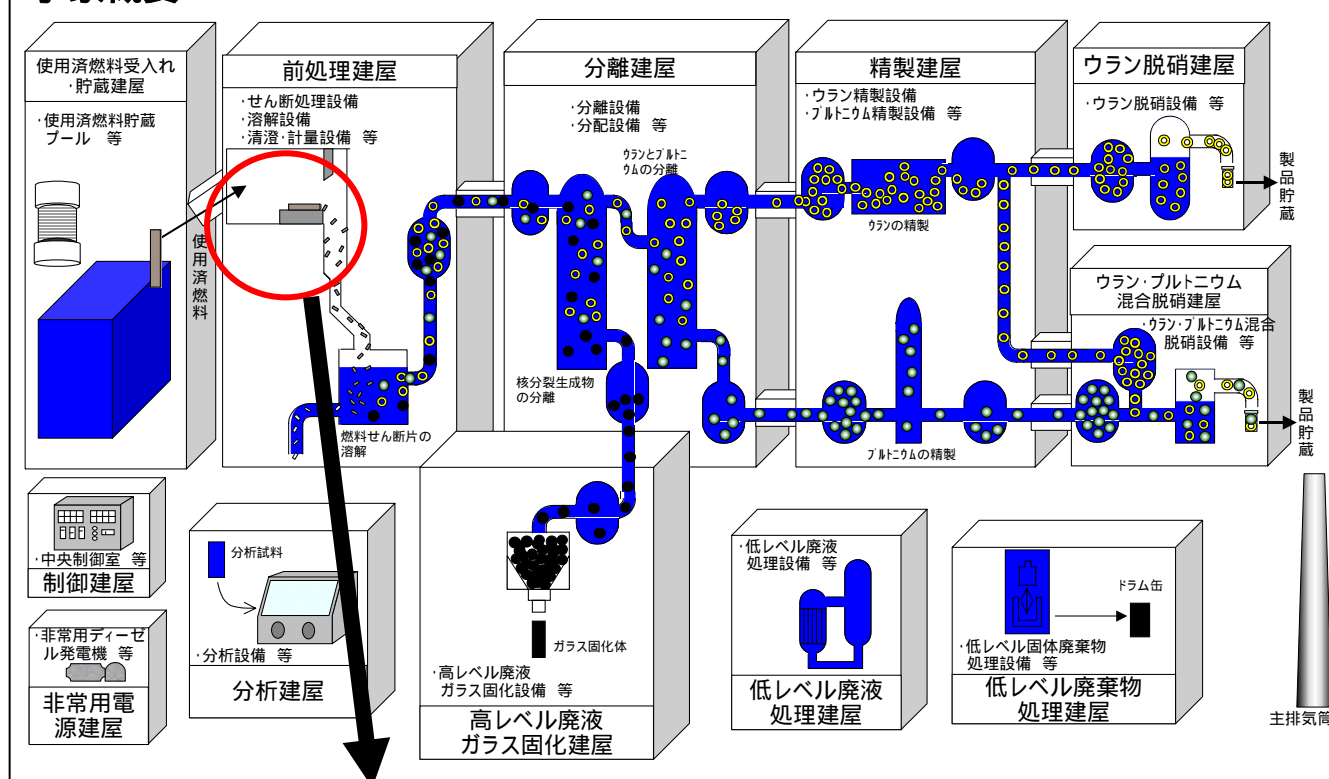 使用済燃料受入れ
・貯蔵建屋
・使用済燃料貯蔵
プール 等
使用済燃料
前処理建屋
・せん断処理設備
・溶解設備
・清澄・計量設備 等
燃料せん断片の
溶解
分離建屋
・分離設備
・分配設備 等
ウランとプルトニ
ウムの分離
核分裂生成物
の分離
精製建屋
・ウラン精製設備
・プルトニウム精製設備 等
ウランの精製
プルトニウムの精製
ウラン脱硝建屋
・ウラン脱硝設備 等
製品貯蔵
ウラン・プルトニウム
混合脱硝建屋
・ウラン・プルトニウム混合
脱硝設備 等
製品貯蔵
・中央制御室 等
制御建屋
・非常用ディーゼ
ル発電機 等
非常用電
源建屋
分析試料
・分析設備 等
分析建屋
ガラス固化体
・高レベル廃液
ガラス固化設備 等
高レベル廃液
ガラス固化建屋
・低レベル廃液
処理設備 等
低レベル廃液
処理建屋
ドラム缶
・低レベル固体廃棄物
処理設備 等
低レベル廃棄物
処理建屋
主排気筒